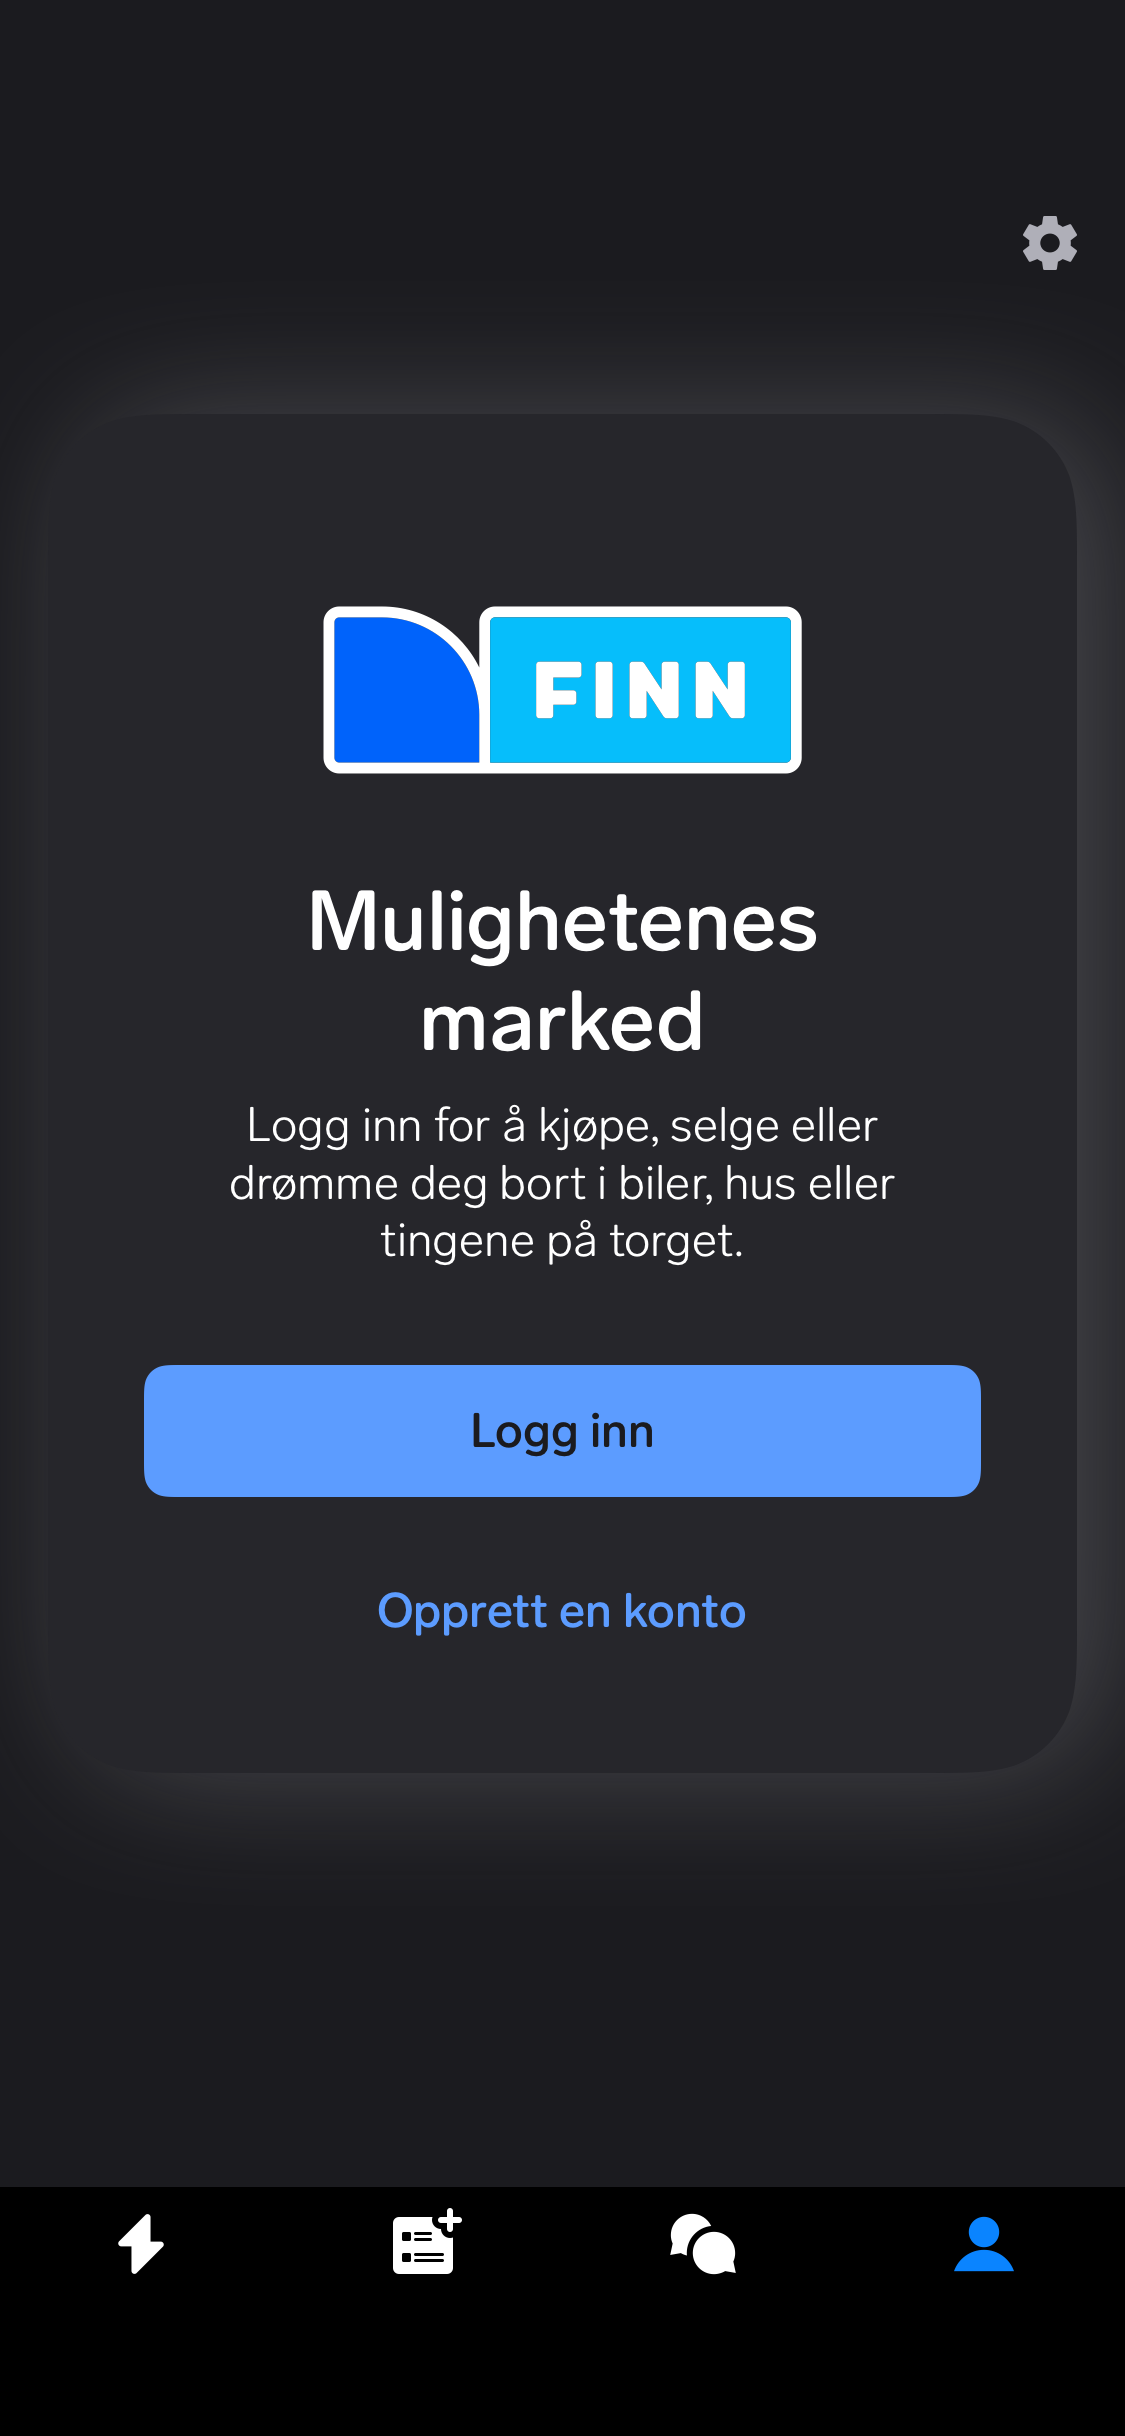 FINN
Mulighetenes
marked
Logg inn for å kjøpe, selge eller
drømme deg bort i biler, hus eller
tingene på torget.
Logg inn
Opprett en konto